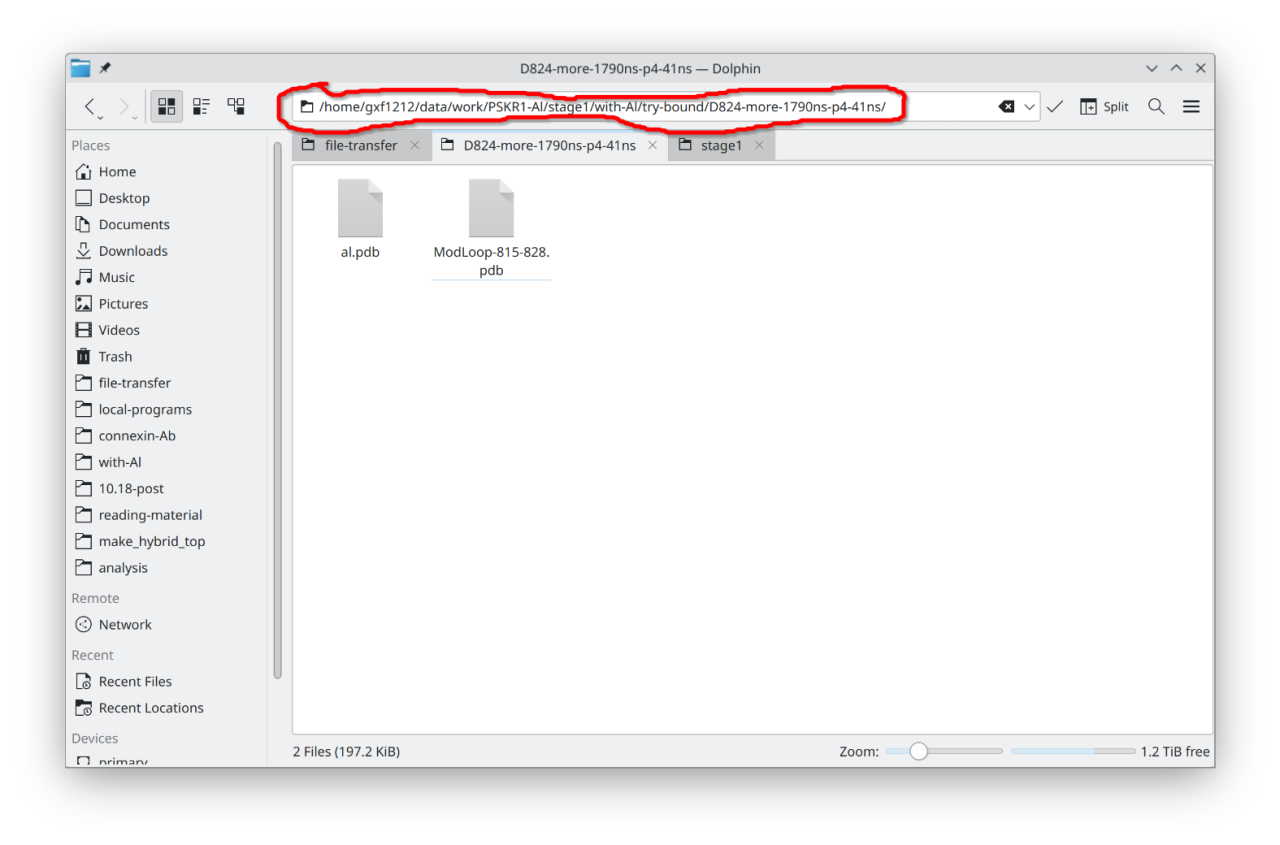 D824-more-1790ns-p4-41ns — Dolphin
/home/gxf1212/data/work/PSKR1-Al/stage1/with-Al/try-bound/D824-more-1790ns-p4-41ns/
Split
file-transfer
D824-more-1790ns-p4-41ns
stage1
Places
Home
Desktop
Documents
Downloads
Music
Pictures
Videos
Trash
file-transfer
local-programs
connexin-Ab
with-Al
10.18-post
reading-material
make_hybrid_top
analysis
Remote
Network
Recent
Recent Files
Recent Locations
Devices
primary
al.pdb
ModLoop-815-828.
pdb
2 Files (197.2 KiB)
Zoom:
1.2 TiB free